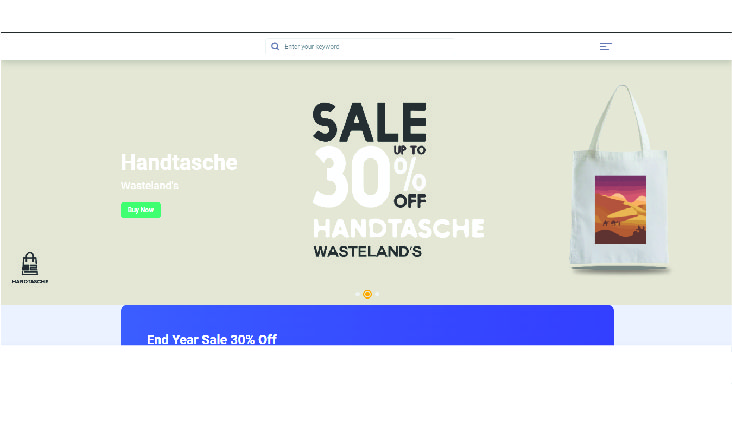 Enter your keyword
Handtasche
Wasteland's
Buy Now
SALE
UP TO
30%
OFF
HANDTASCHE
WASTELAND'S
HANDTASCHE
End Year Sale 30% Off